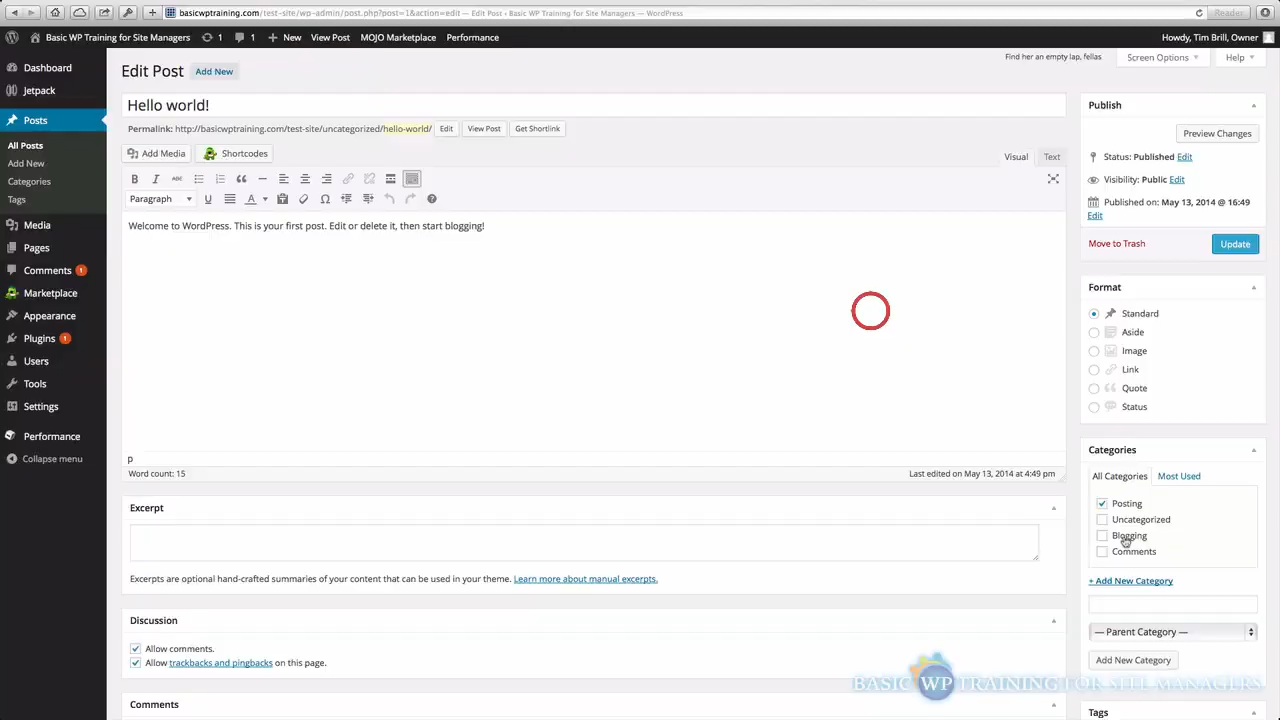 basicwptraining.com/test-site/wp-admin/post.php?post=1&action=edit — Edit Post ‹ Basic WP Training for Site Managers — WordPress
Reader
Basic WP Training for Site Managers 1 1 + New View Post MOJO Marketplace Performance
Howdy, Tim Brill, Owner
Find her an empty lap, fellas
Screen Options
Help
Dashboard
Jetpack
Posts
All Posts
Add New
Categories
Tags
Media
Pages
Comments 1
Marketplace
Appearance
Plugins 1
Users
Tools
Settings
Performance
Collapse menu
Edit Post Add New
Hello world!
Permalink: http://basicwptraining.com/test-site/uncategorized/hello-world/ Edit View Post Get Shortlink
Add Media Shortcodes
Visual Text
B I ABC
Paragraph U A Ω ?
Welcome to WordPress. This is your first post. Edit or delete it, then start blogging!
p
Word count: 15
Last edited on May 13, 2014 at 4:49 pm
Excerpt
Excerpts are optional hand-crafted summaries of your content that can be used in your theme. Learn more about manual excerpts.
Discussion
Allow comments.
Allow trackbacks and pingbacks on this page.
Comments
Publish
Preview Changes
Status: Published Edit
Visibility: Public Edit
Published on: May 13, 2014 @ 16:49
Edit
Move to Trash
Update
Format
Standard
Aside
Image
Link
Quote
Status
Categories
All Categories Most Used
Posting
Uncategorized
Blogging
Comments
+ Add New Category
— Parent Category —
Add New Category
Tags
BASIC WP TRAINING FOR SITE MANAGERS